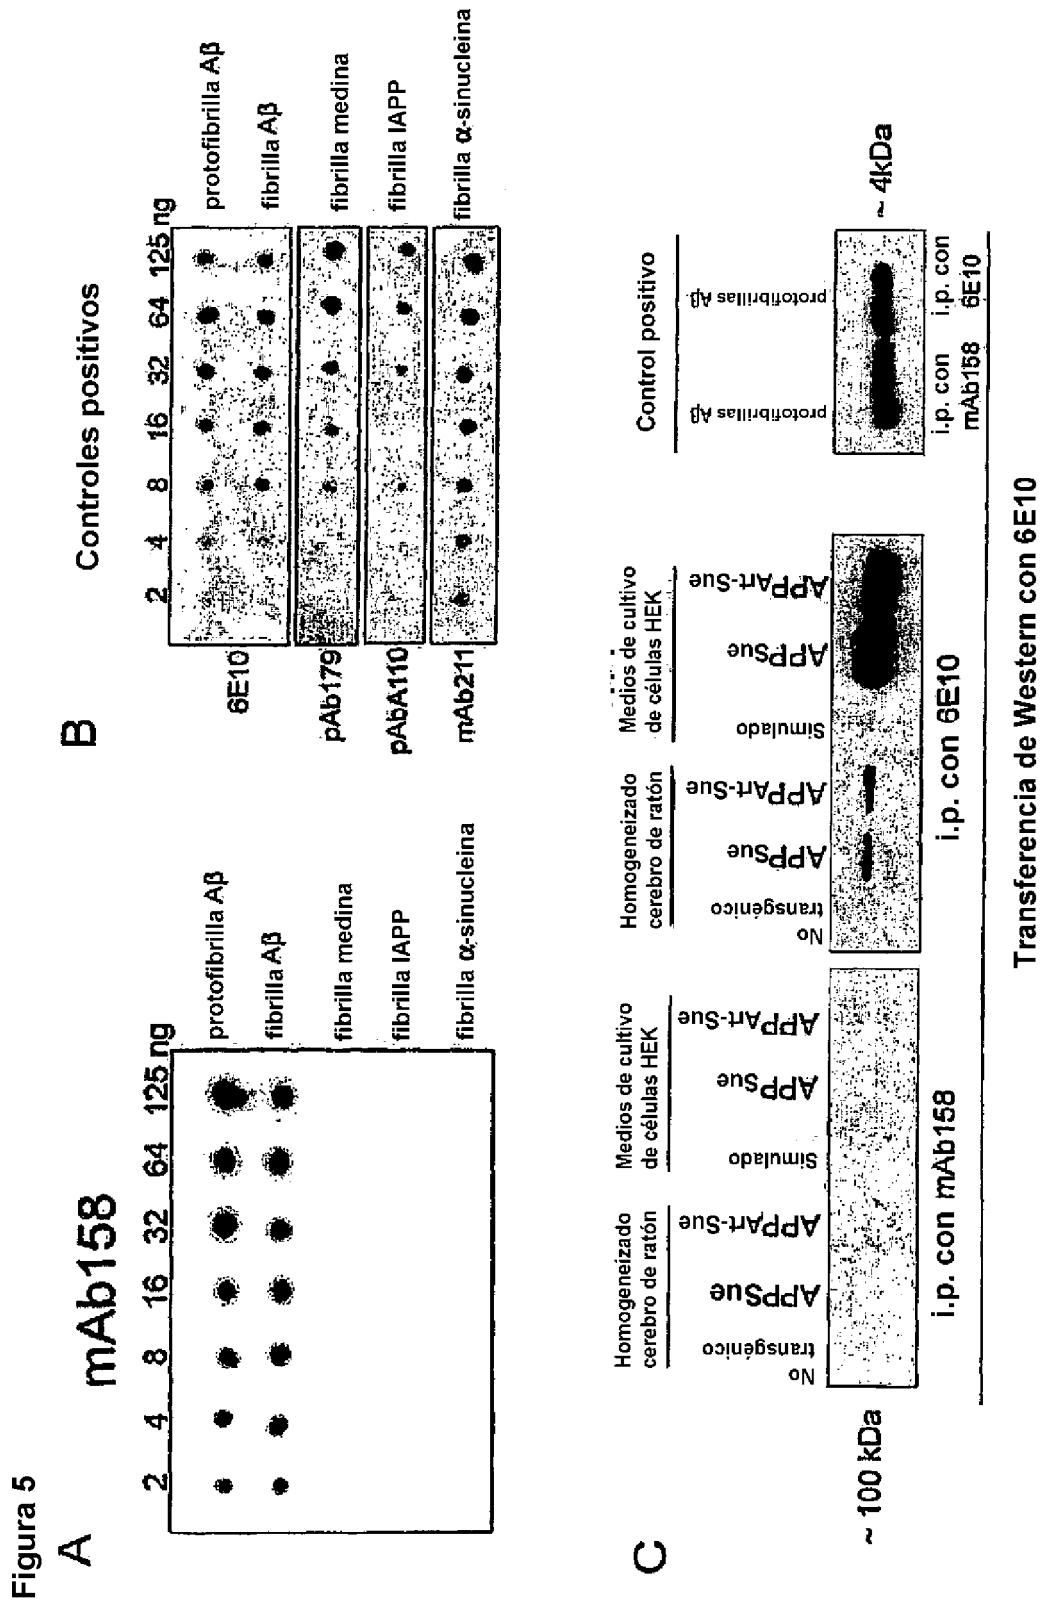 Figura 5
A
mAb158
2 4 8 16 32 64 125 ng
protofibrilla Aβ
fibrilla Aβ
fibrilla medina
fibrilla IAPP
fibrilla α-sinucleina
B
Controles positivos
2 4 8 16 32 64 125 ng
6E10
pAb179
pAbA110
mAb211
protofibrilla Aβ
fibrilla Aβ
fibrilla medina
fibrilla IAPP
fibrilla α-sinucleina
C
Homogeneizado
cerebro de ratón
No
transgénico
APPSue
APPArt-Sue
Medios de cultivo
de células HEK
Simulado
APPSue
APPArt-Sue
~ 100 kDa
i.p. con mAb158
Homogeneizado
cerebro de ratón
No
transgénico
APPSue
APPArt-Sue
Medios de cultivo
de células HEK
Simulado
APPSue
APPArt-Sue
i.p. con 6E10
Control positivo
protofibrillas Aβ
protofibrillas Aβ
~ 4kDa
i.p. con
mAb158
i.p. con
6E10
Transferencia de Western con 6E10